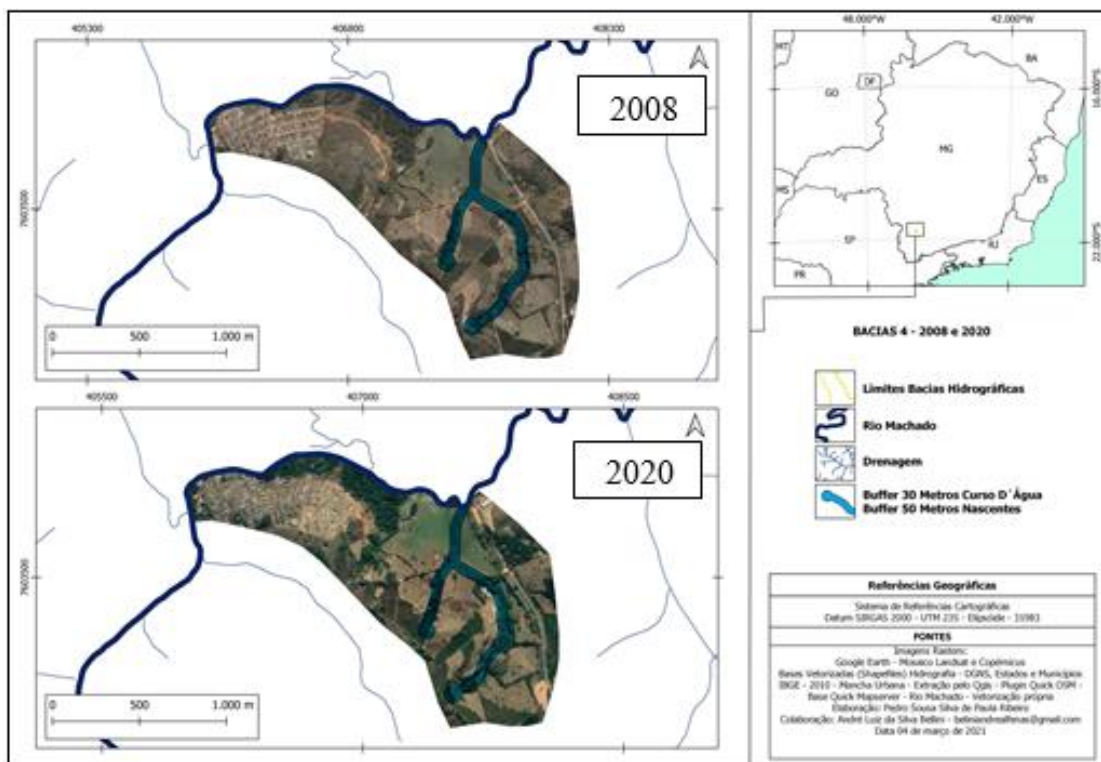 405300 406800 408300
2008
7603500
0 500 1.000 m
405500 407000 408500
2020
7603500
0 500 1.000 m
48.000°W 42.000°W
MT
BA
DF
GO
16.000°S
MG
MS
ES
SP
RJ
22.000°S
PR
BACIAS 4 - 2008 e 2020
Limites Bacias Hidrográficas
Rio Machado
Drenagem
Buffer 30 Metros Curso D´Água
Buffer 50 Metros Nascentes
Referências Geográficas
Sistema de Referências Cartográficas
Datum SIRGAS 2000 - UTM 23S - Elipsóide - 31983
FONTES
Imagens Rasters:
Google Earth - Mosaico Landsat e Copérnicus
Bases Vetorizadas (Shapefiles) Hidrografia - Estados e Municípios
IBGE - 2010 - Mancha Urbana - Extração pelo Qgis - Plugin Quick OSM -
Base Quick Mapserver - Rio Machado - Vetorização própria
Elaboração: Pedro Sousa Silva de Paula Ribeiro
Colaboração: André Luiz da Silva Bellini -
Data 04 de março de 2021